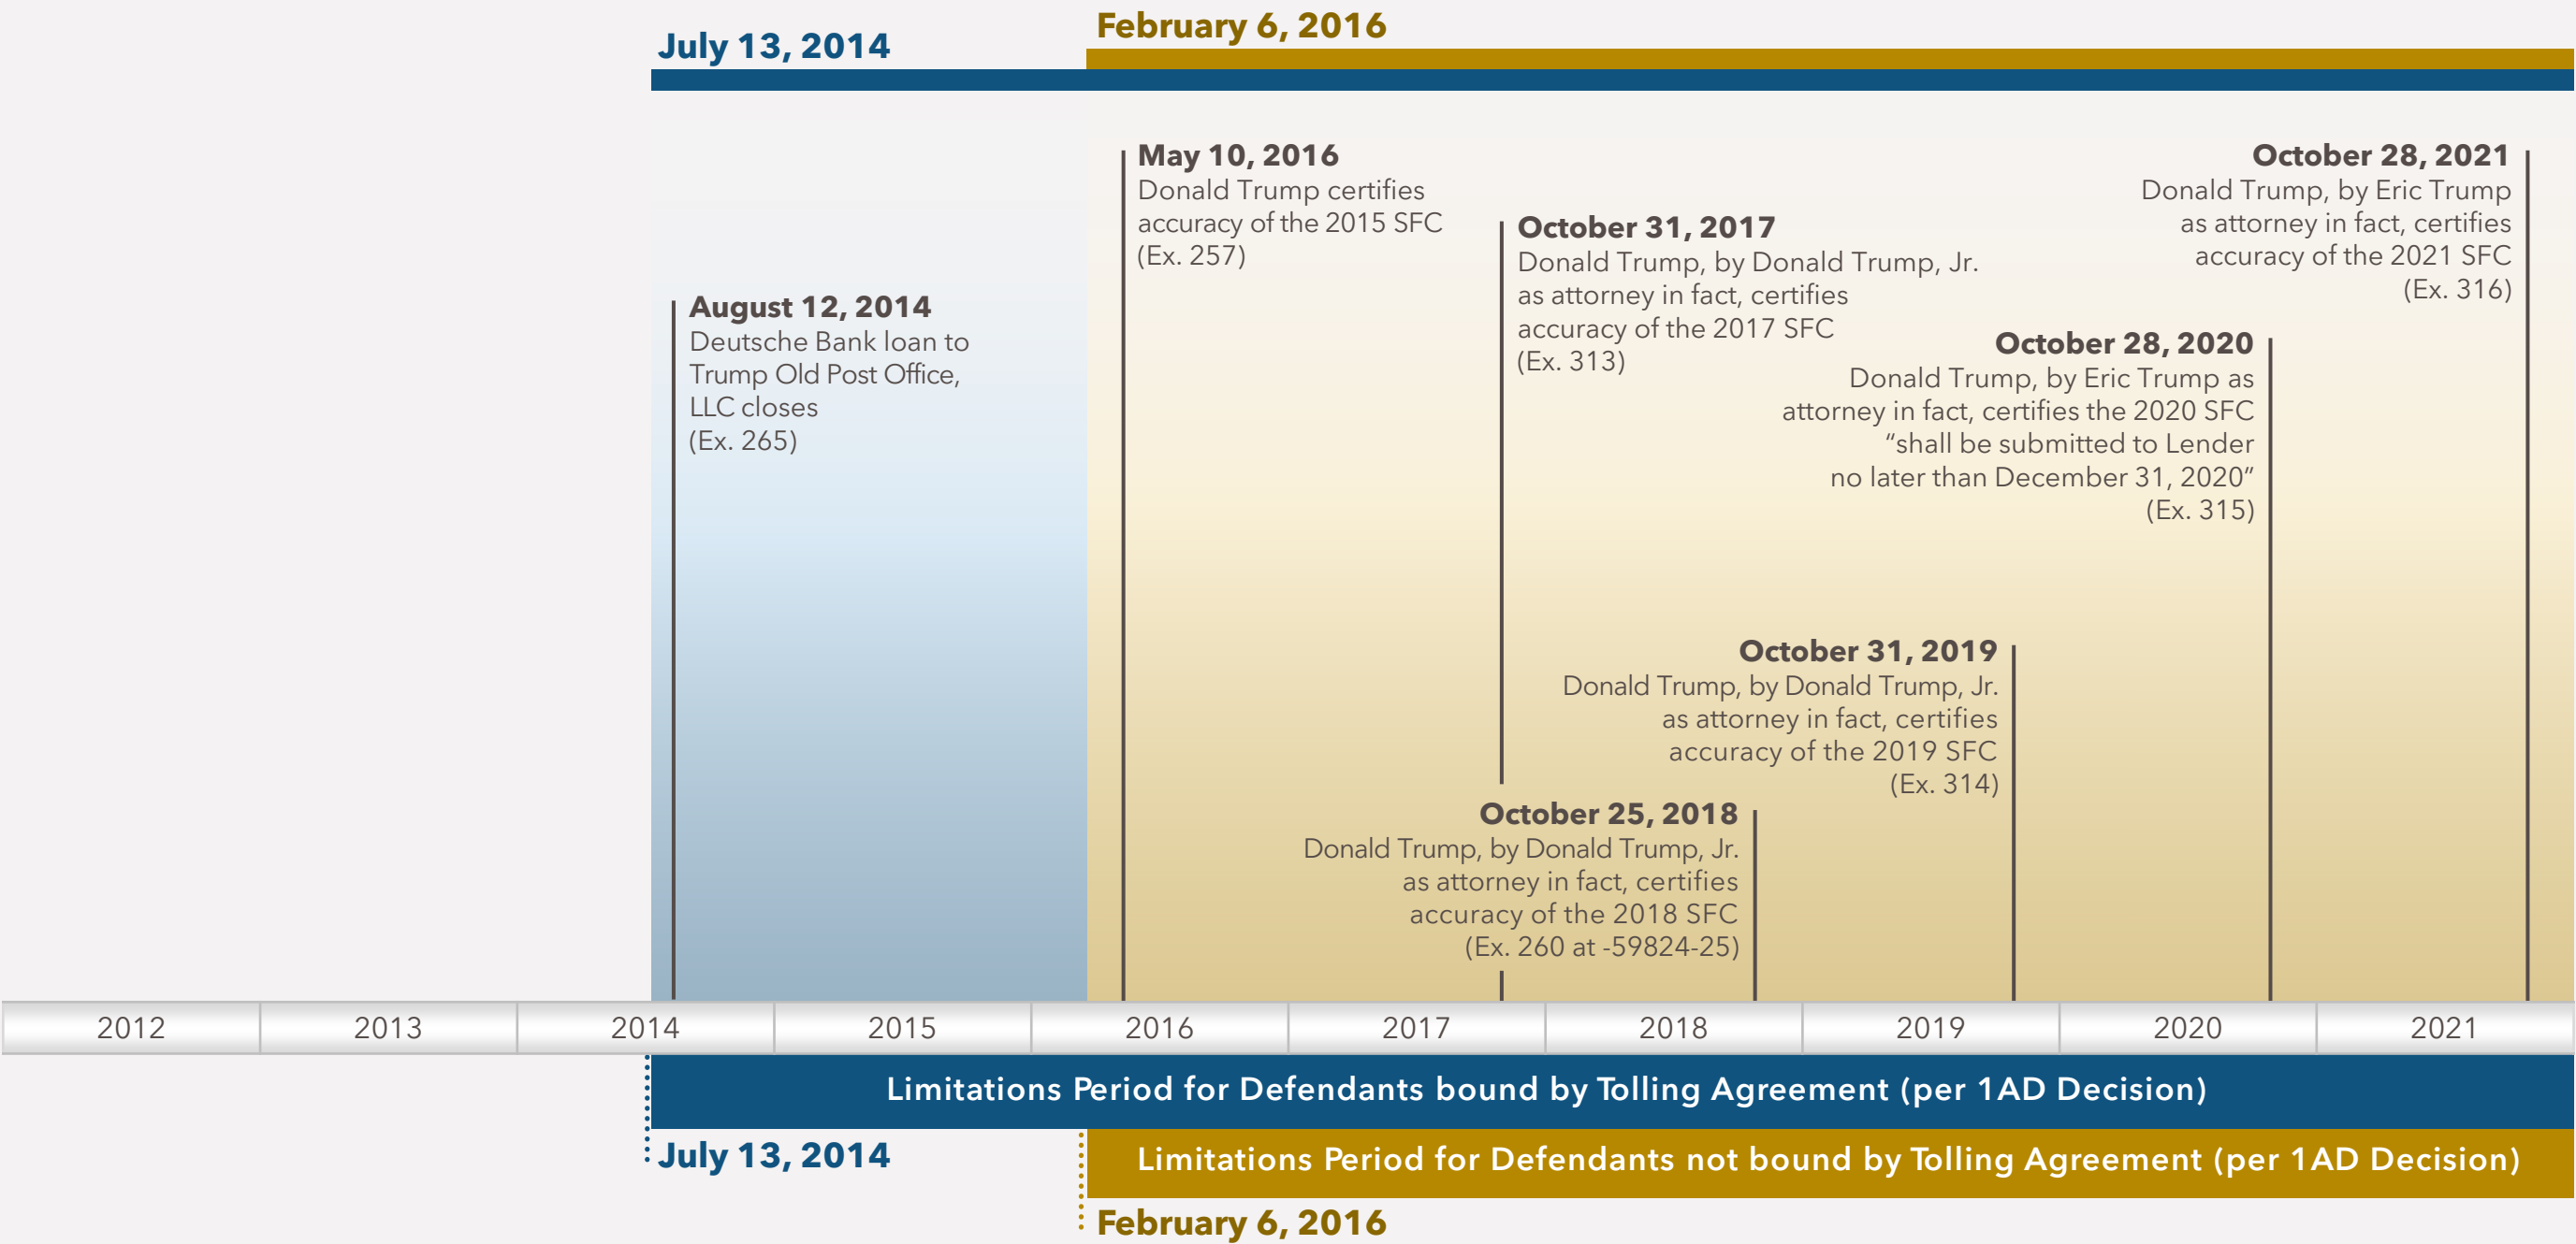 July 13, 2014
February 6, 2016
August 12, 2014
Deutsche Bank loan to
Trump Old Post Office,
LLC closes
(Ex. 265)
May 10, 2016
Donald Trump certifies
accuracy of the 2015 SFC
(Ex. 257)
October 31, 2017
Donald Trump, by Donald Trump, Jr.
as attorney in fact, certifies
accuracy of the 2017 SFC
(Ex. 313)
October 25, 2018
Donald Trump, by Donald Trump, Jr.
as attorney in fact, certifies
accuracy of the 2018 SFC
(Ex. 260 at -59824-25)
October 31, 2019
Donald Trump, by Donald Trump, Jr.
as attorney in fact, certifies
accuracy of the 2019 SFC
(Ex. 314)
October 28, 2020
Donald Trump, by Eric Trump as
attorney in fact, certifies the 2020 SFC
“shall be submitted to Lender
no later than December 31, 2020”
(Ex. 315)
October 28, 2021
Donald Trump, by Eric Trump
as attorney in fact, certifies
accuracy of the 2021 SFC
(Ex. 316)
2012 2013 2014 2015 2016 2017 2018 2019 2020 2021
Limitations Period for Defendants bound by Tolling Agreement (per 1AD Decision)
July 13, 2014
Limitations Period for Defendants not bound by Tolling Agreement (per 1AD Decision)
February 6, 2016